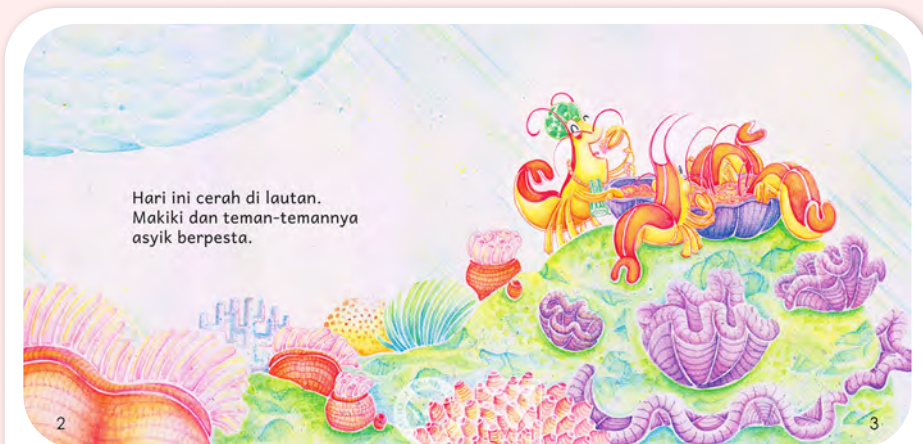 Hari ini cerah di lautan.
Makiki dan teman-temannya
asyik berpesta.
2
3